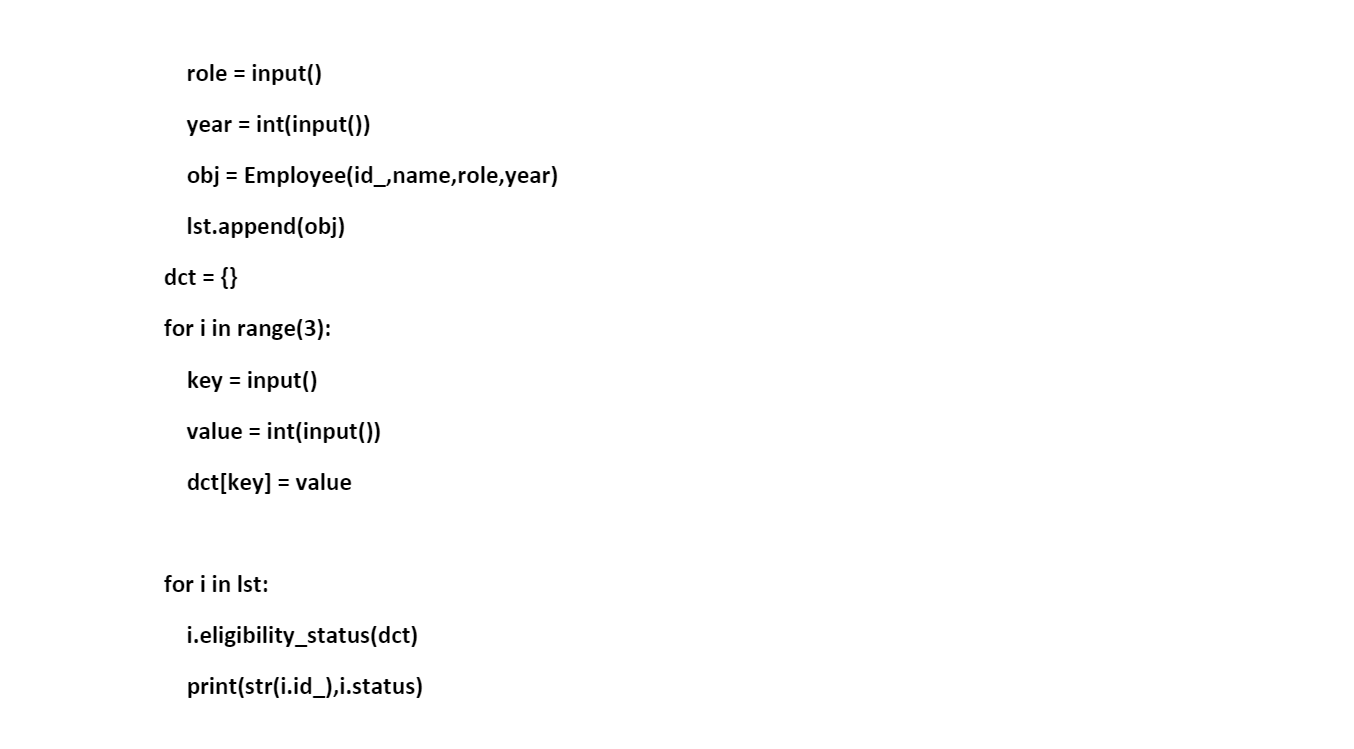 role = input()
year = int(input())
obj = Employee(id_,name,role,year)
lst.append(obj)
dct = {}
for i in range(3):
key = input()
value = int(input())
dct[key] = value
for i in lst:
i.eligibility_status(dct)
print(str(i.id_),i.status)